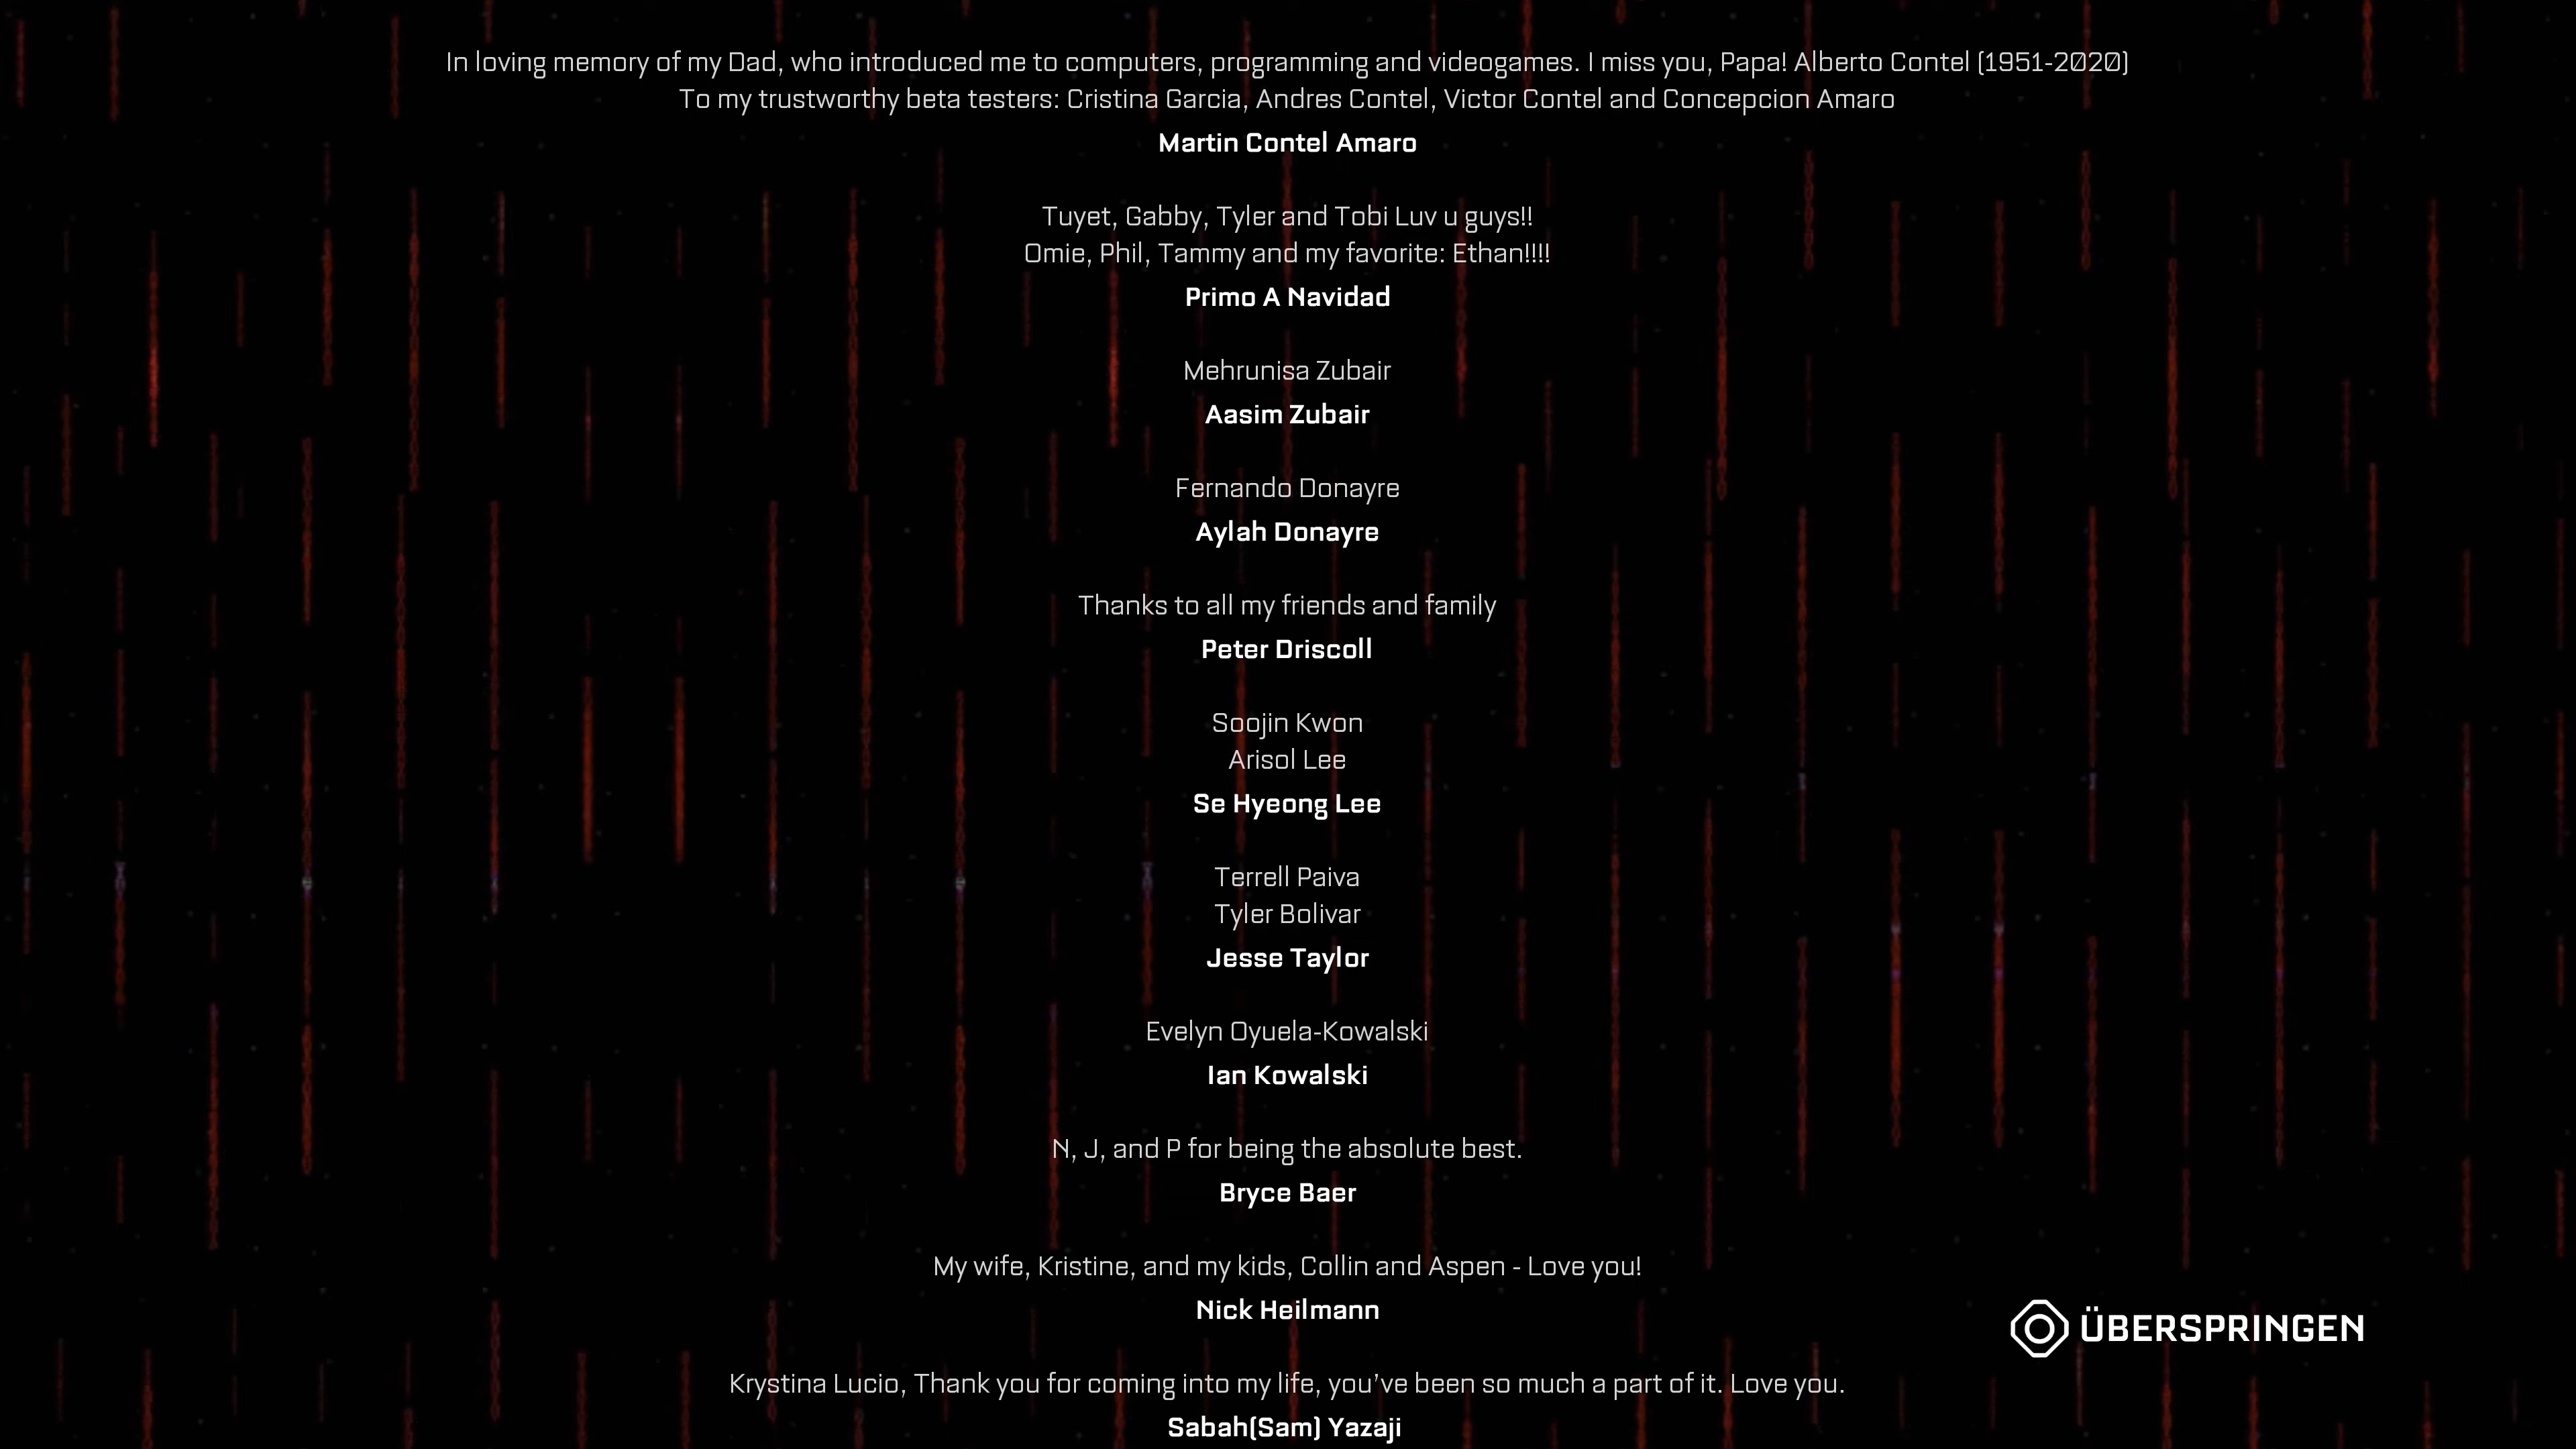 In loving memory of my Dad, who introduced me to computers, programming and videogames. I miss you, Papa! Alberto Contel (1951-2020)
To my trustworthy beta testers: Cristina Garcia, Andres Contel, Victor Contel and Concepcion Amaro
Martin Contel Amaro
Tuyet, Gabby, Tyler and Tobi Luv u guys!!
Omie, Phil, Tammy and my favorite: Ethan!!!!
Primo A Navidad
Mehrunisa Zubair
Aasim Zubair
Fernando Donayre
Aylah Donayre
Thanks to all my friends and family
Peter Driscoll
Soojin Kwon
Arisol Lee
Se Hyeong Lee
Terrell Paiva
Tyler Bolivar
Jesse Taylor
Evelyn Oyuela-Kowalski
Ian Kowalski
N, J, and P for being the absolute best.
Bryce Baer
My wife, Kristine, and my kids, Collin and Aspen - Love you!
Nick Heilmann
ÜBERSPRINGEN
Krystina Lucio, Thank you for coming into my life, you've been so much a part of it. Love you.
Sabah(Sam) Yazaji